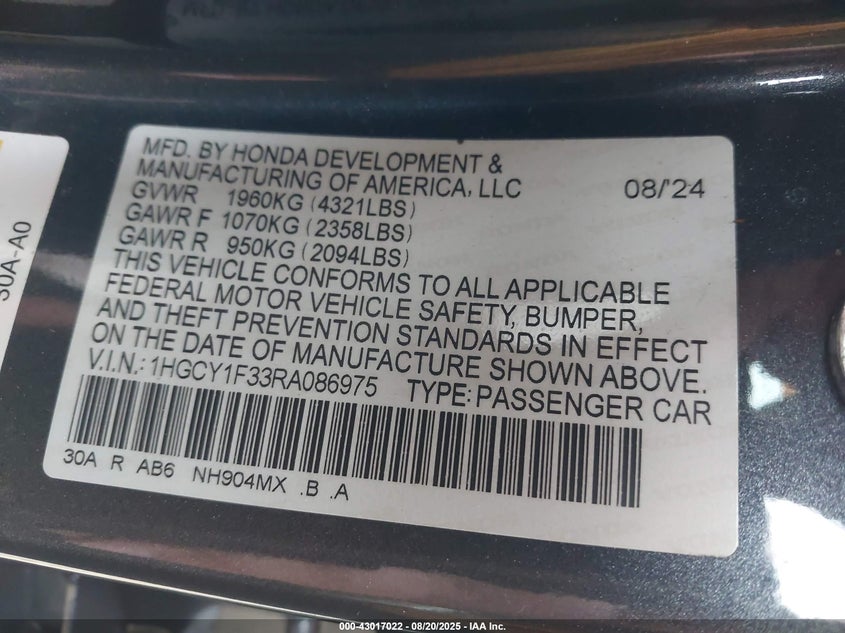 MFD. BY HONDA DEVELOPMENT &
MANUFACTURING OF AMERICA, LLC 08/'24
GVWR 1960KG (4321LBS)
GAWR F 1070KG (2358LBS)
GAWR R 950KG (2094LBS)
THIS VEHICLE CONFORMS TO ALL APPLICABLE
FEDERAL MOTOR VEHICLE SAFETY, BUMPER,
AND THEFT PREVENTION STANDARDS IN EFFECT
ON THE DATE OF MANUFACTURE SHOWN ABOVE.
V.I.N.: 1HGCY1F33RA086975 TYPE: PASSENGER CAR
30A R AB6 NH904MX .B .A
30A-A0
000-43017022 - 08/20/2025 - IAA Inc.